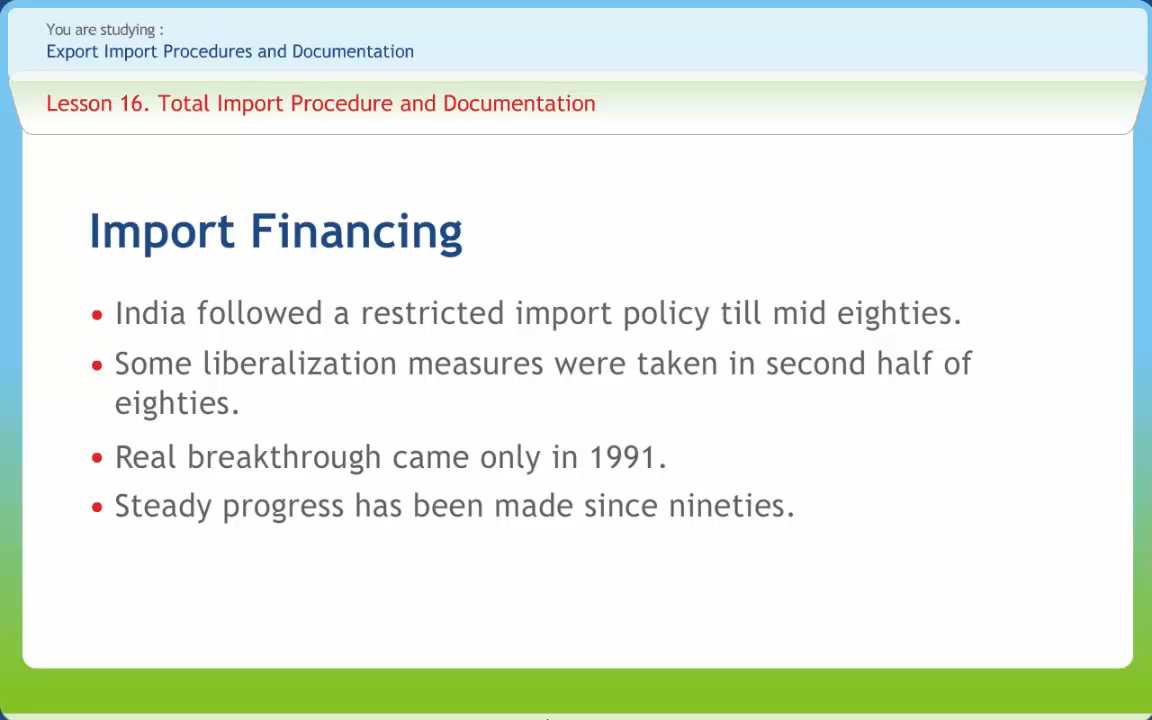 You are studying :
Export Import Procedures and Documentation
Lesson 16. Total Import Procedure and Documentation
Import Financing
• India followed a restricted import policy till mid eighties.
• Some liberalization measures were taken in second half of
eighties.
• Real breakthrough came only in 1991.
• Steady progress has been made since nineties.